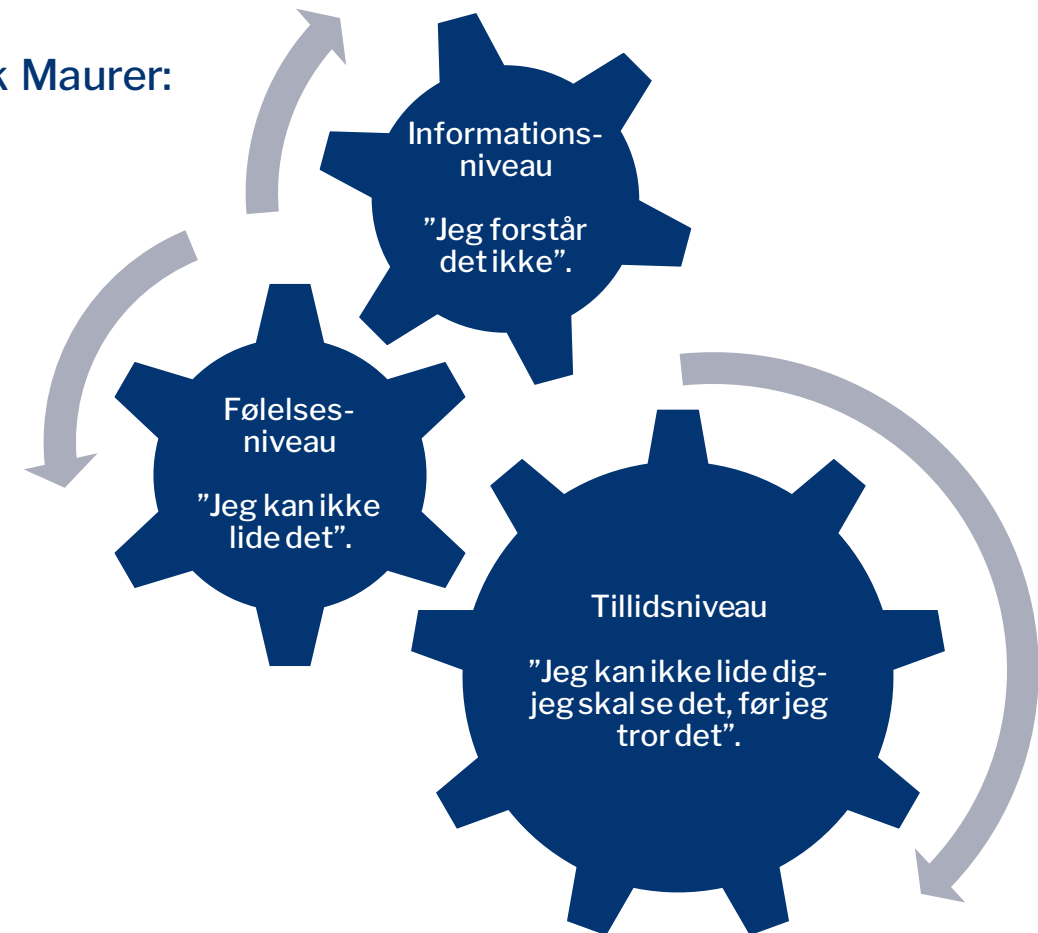 k Maurer:
Informations-
niveau
”Jeg forstår
det ikke”.
Følelses-
niveau
”Jeg kan ikke
lide det”.
Tillidsniveau
”Jeg kan ikke lide dig-
jeg skal se det, før jeg
tror det”.